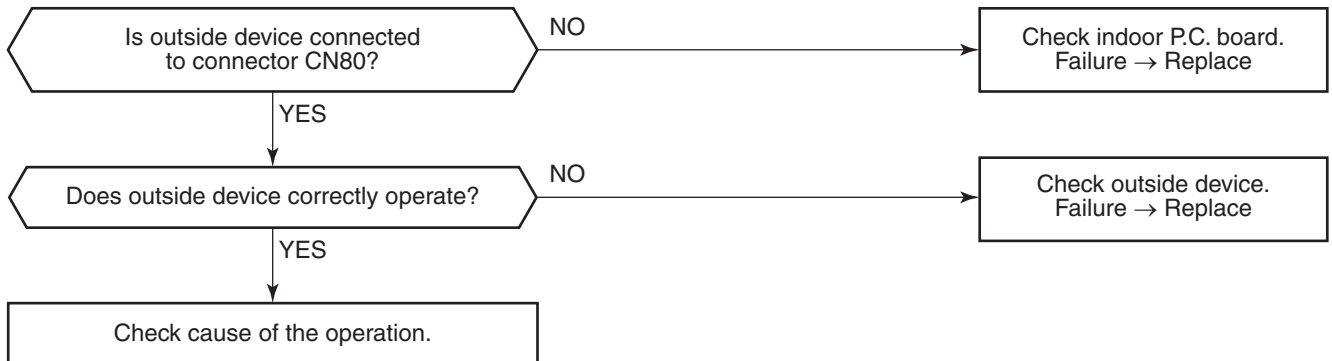 Is outside device connected
to connector CN80?
NO
Check indoor P.C. board.
Failure → Replace
YES
Does outside device correctly operate?
NO
Check outside device.
Failure → Replace
YES
Check cause of the operation.